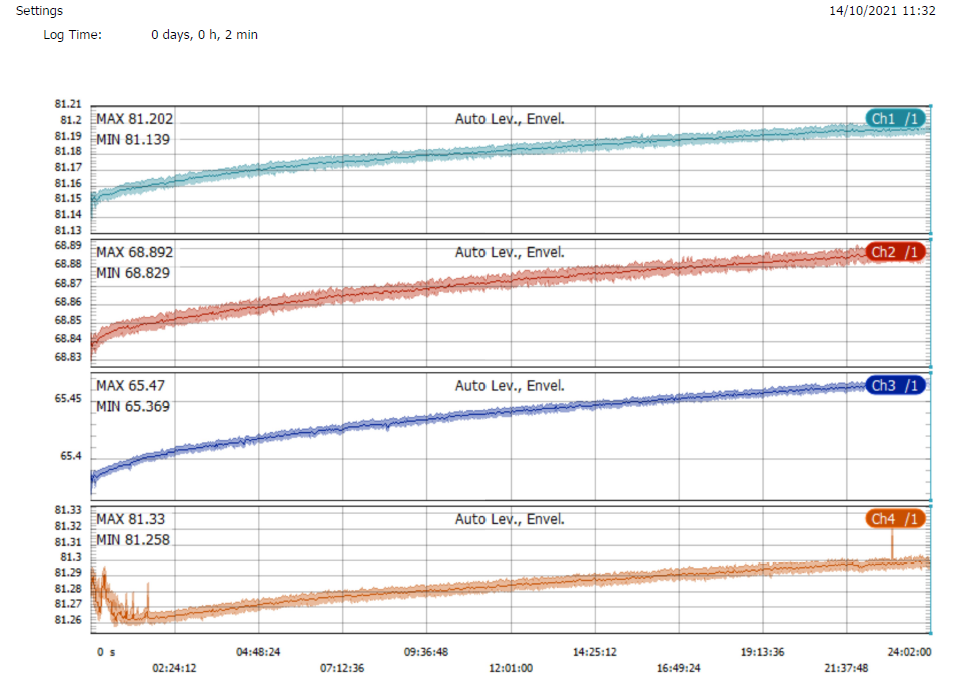 Settings
14/10/2021 11:32
Log Time: 0 days, 0 h, 2 min
81.21
81.2
81.19
81.18
81.17
81.16
81.15
81.14
81.13
MAX 81.202
MIN 81.139
Auto Lev., Envel.
Ch1 /1
68.89
68.88
68.87
68.86
68.85
68.84
68.83
MAX 68.892
MIN 68.829
Auto Lev., Envel.
Ch2 /1
65.45
65.4
MAX 65.47
MIN 65.369
Auto Lev., Envel.
Ch3 /1
81.33
81.32
81.31
81.3
81.29
81.28
81.27
81.26
MAX 81.33
MIN 81.258
Auto Lev., Envel.
Ch4 /1
0 s
02:24:12
04:48:24
07:12:36
09:36:48
12:01:00
14:25:12
16:49:24
19:13:36
21:37:48
24:02:00